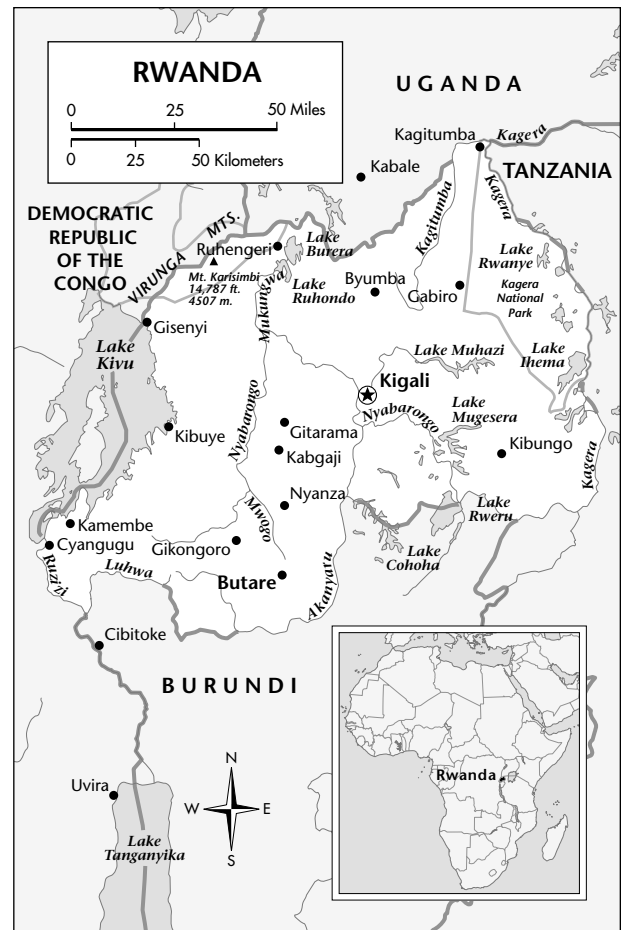 RWANDA
0 25 50 Miles
0 25 50 Kilometers
UGANDA
Kagitumba
Kagera
Kabale
TANZANIA
Kagera
Kagitumba
DEMOCRATIC
REPUBLIC
OF THE
CONGO
VIRUNGA MTS.
Ruhengeri
Lake
Burera
Mt. Karisimbi
14,787 ft.
4507 m.
Mukungwa
Lake
Ruhondo
Byumba
Gabiro
Lake
Rwanye
Kagera
National
Park
Gisenyi
Lake
Kivu
Lake Muhazi
Lake
Ihema
Kigali
Nyabarongo
Nyabarongo
Lake
Mugesera
Kibuye
Gitarama
Kabgaji
Kibungo
Kagera
Nyanza
Mwogo
Lake
Rweru
Kamembe
Cyangugu
Gikongoro
Lake
Cohoha
Ruzizi
Luhwa
Butare
Akanyaru
Cibitoke
BURUNDI
Uvira
N
W E
S
Lake
Tanganyika
Rwanda